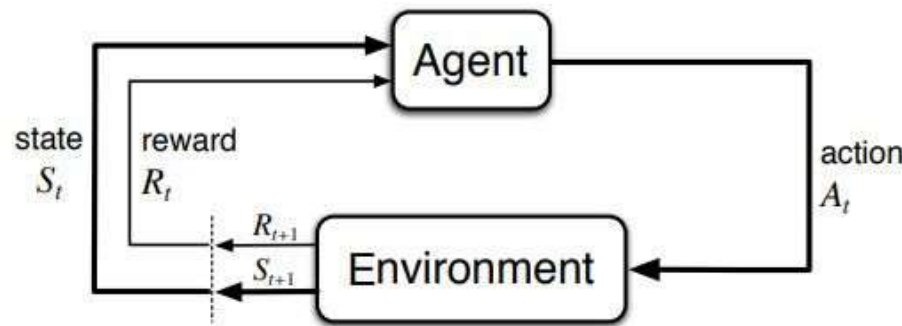 Agent
state
S_t
reward
R_t
action
A_t
R_{t+1}
S_{t+1}
Environment